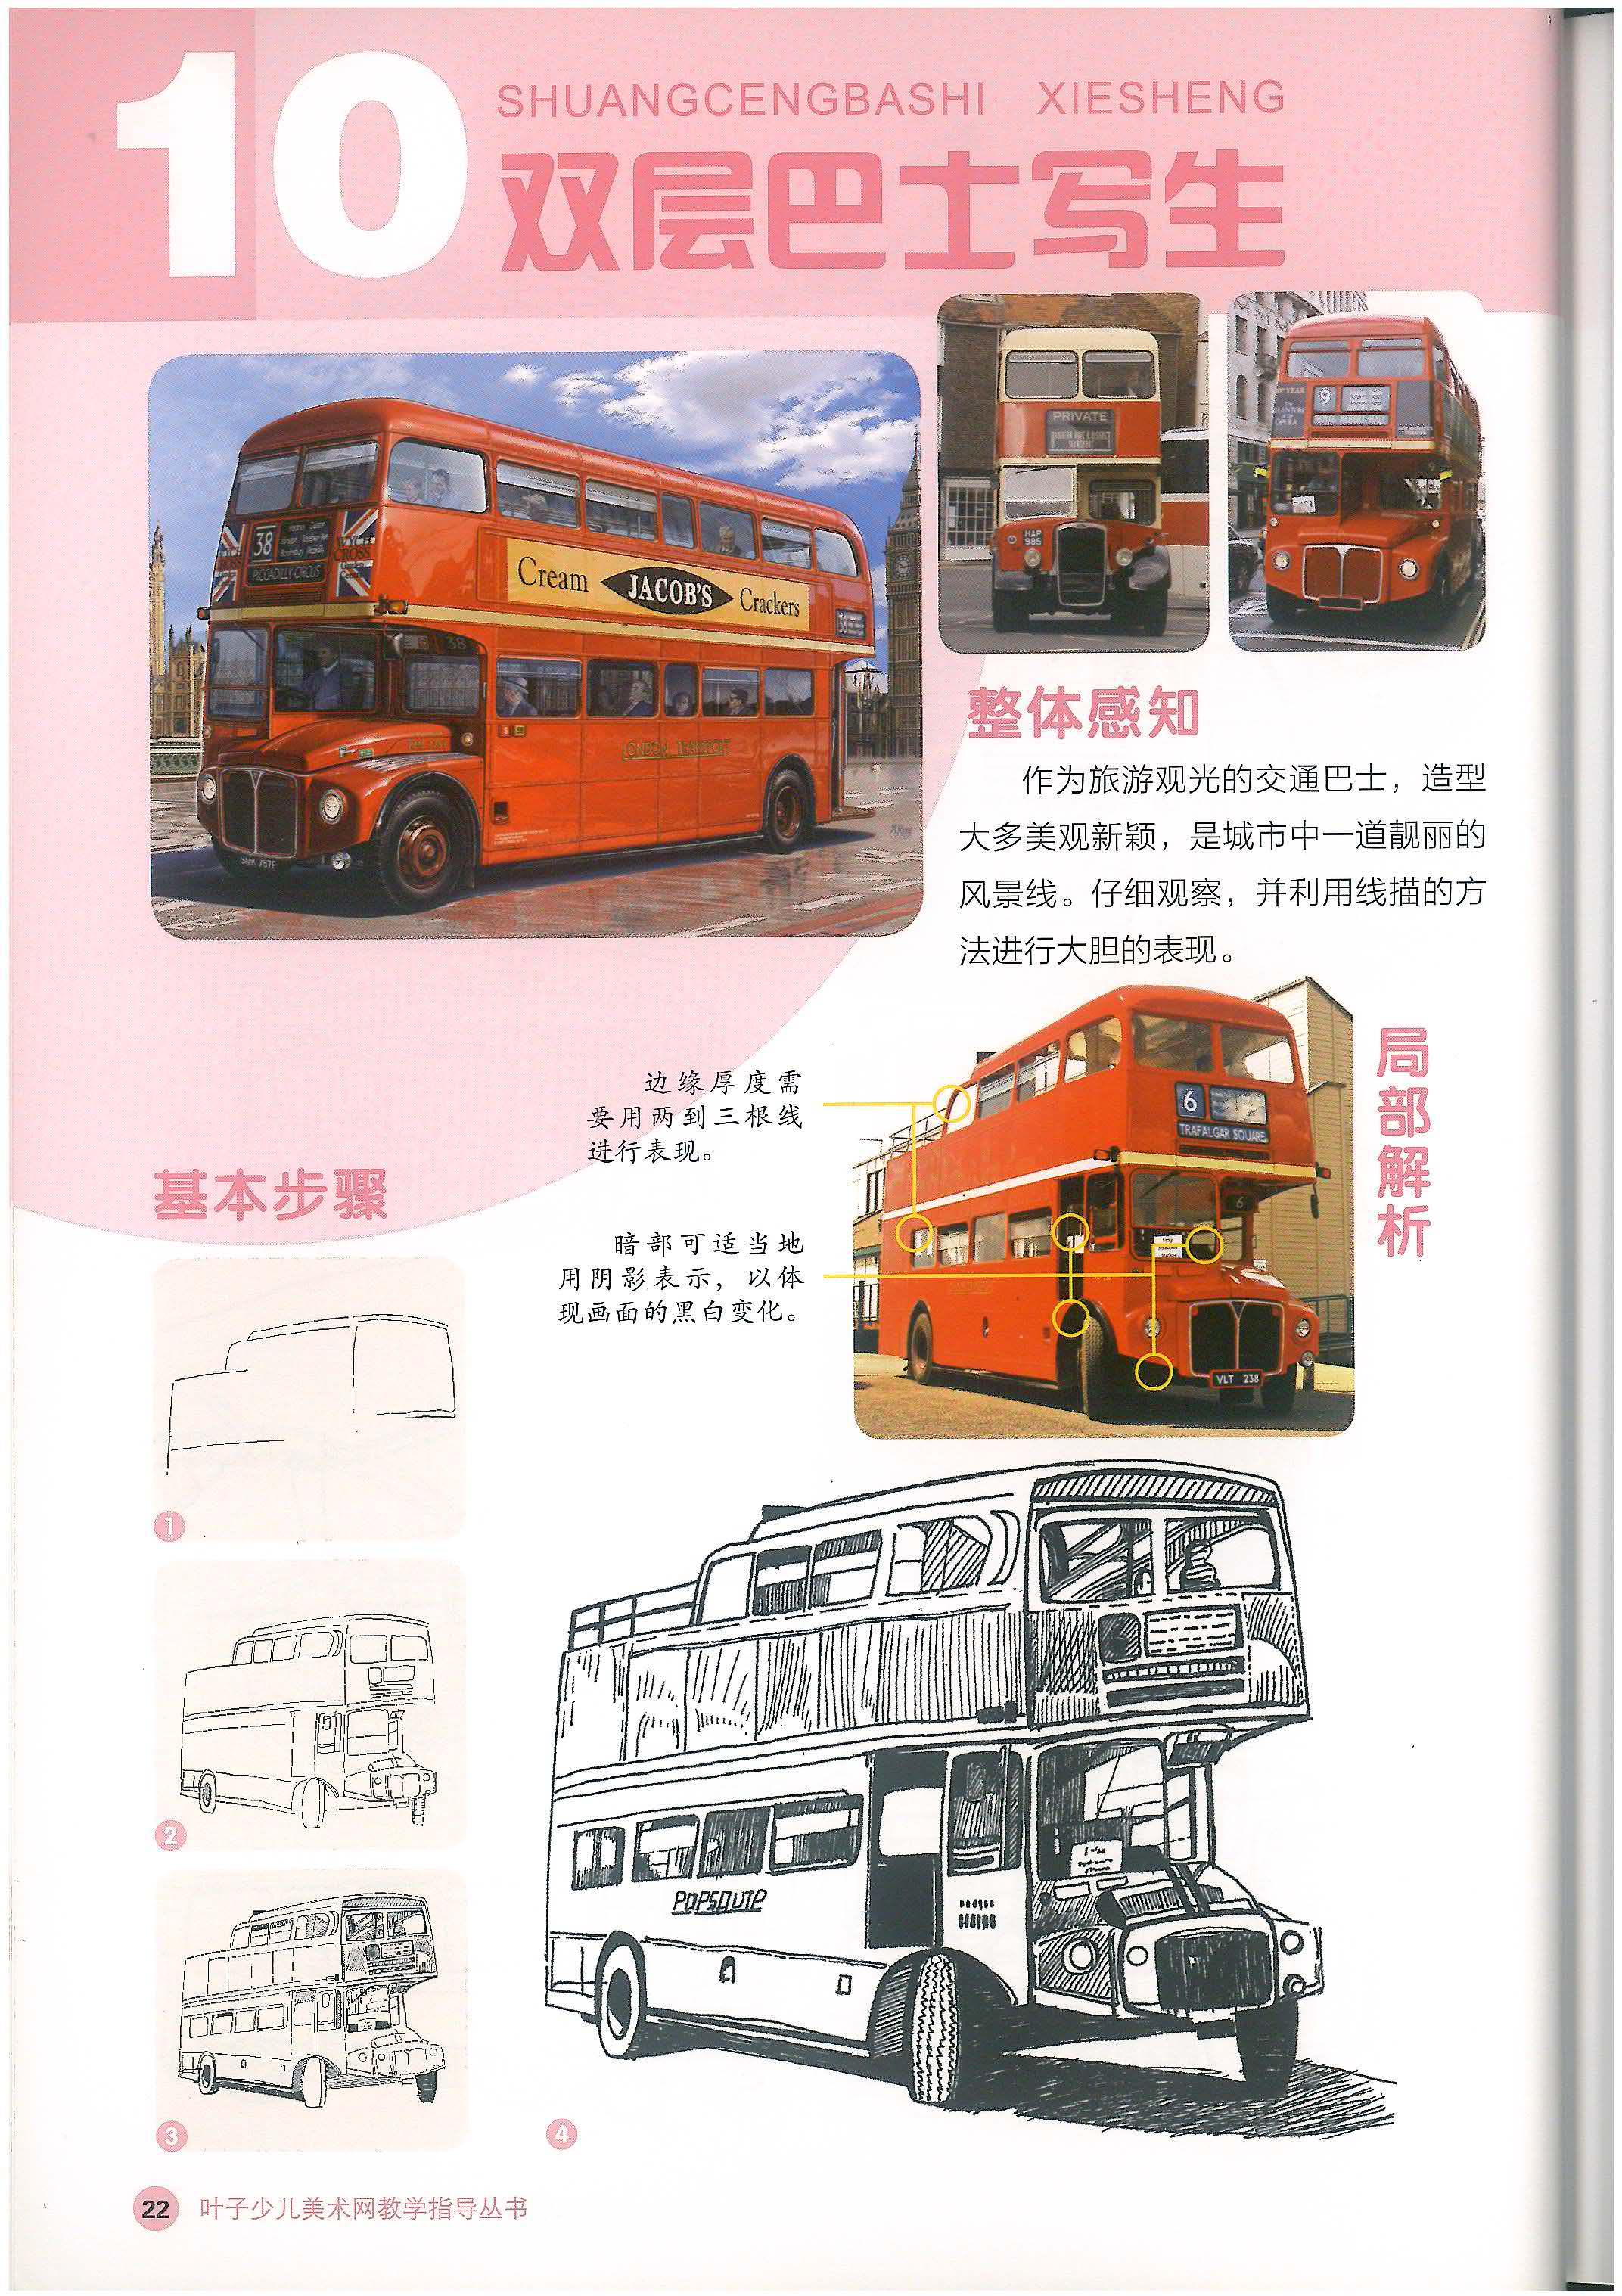 10
SHUANGCENGBASHI XIESHENG
双层巴士写生
38
PICCADILLY CIRCUS
Cream JACOB'S Crackers
38
LONDON TRANSPORT
PRIVATE
HAP
985
9
整体感知
作为旅游观光的交通巴士，造型
大多美观新颖，是城市中一道靓丽的
风景线。仔细观察，并利用线描的方
法进行大胆的表现。
局部解析
边缘厚度需
要用两到三根线
进行表现。
暗部可适当地
用阴影表示，以体
现画面的黑白变化。
6
TRAFALGAR SQUARE
6
VLT 238
基本步骤
1
2
3
POPSQUIP
4
22 叶子少儿美术网教学指导丛书